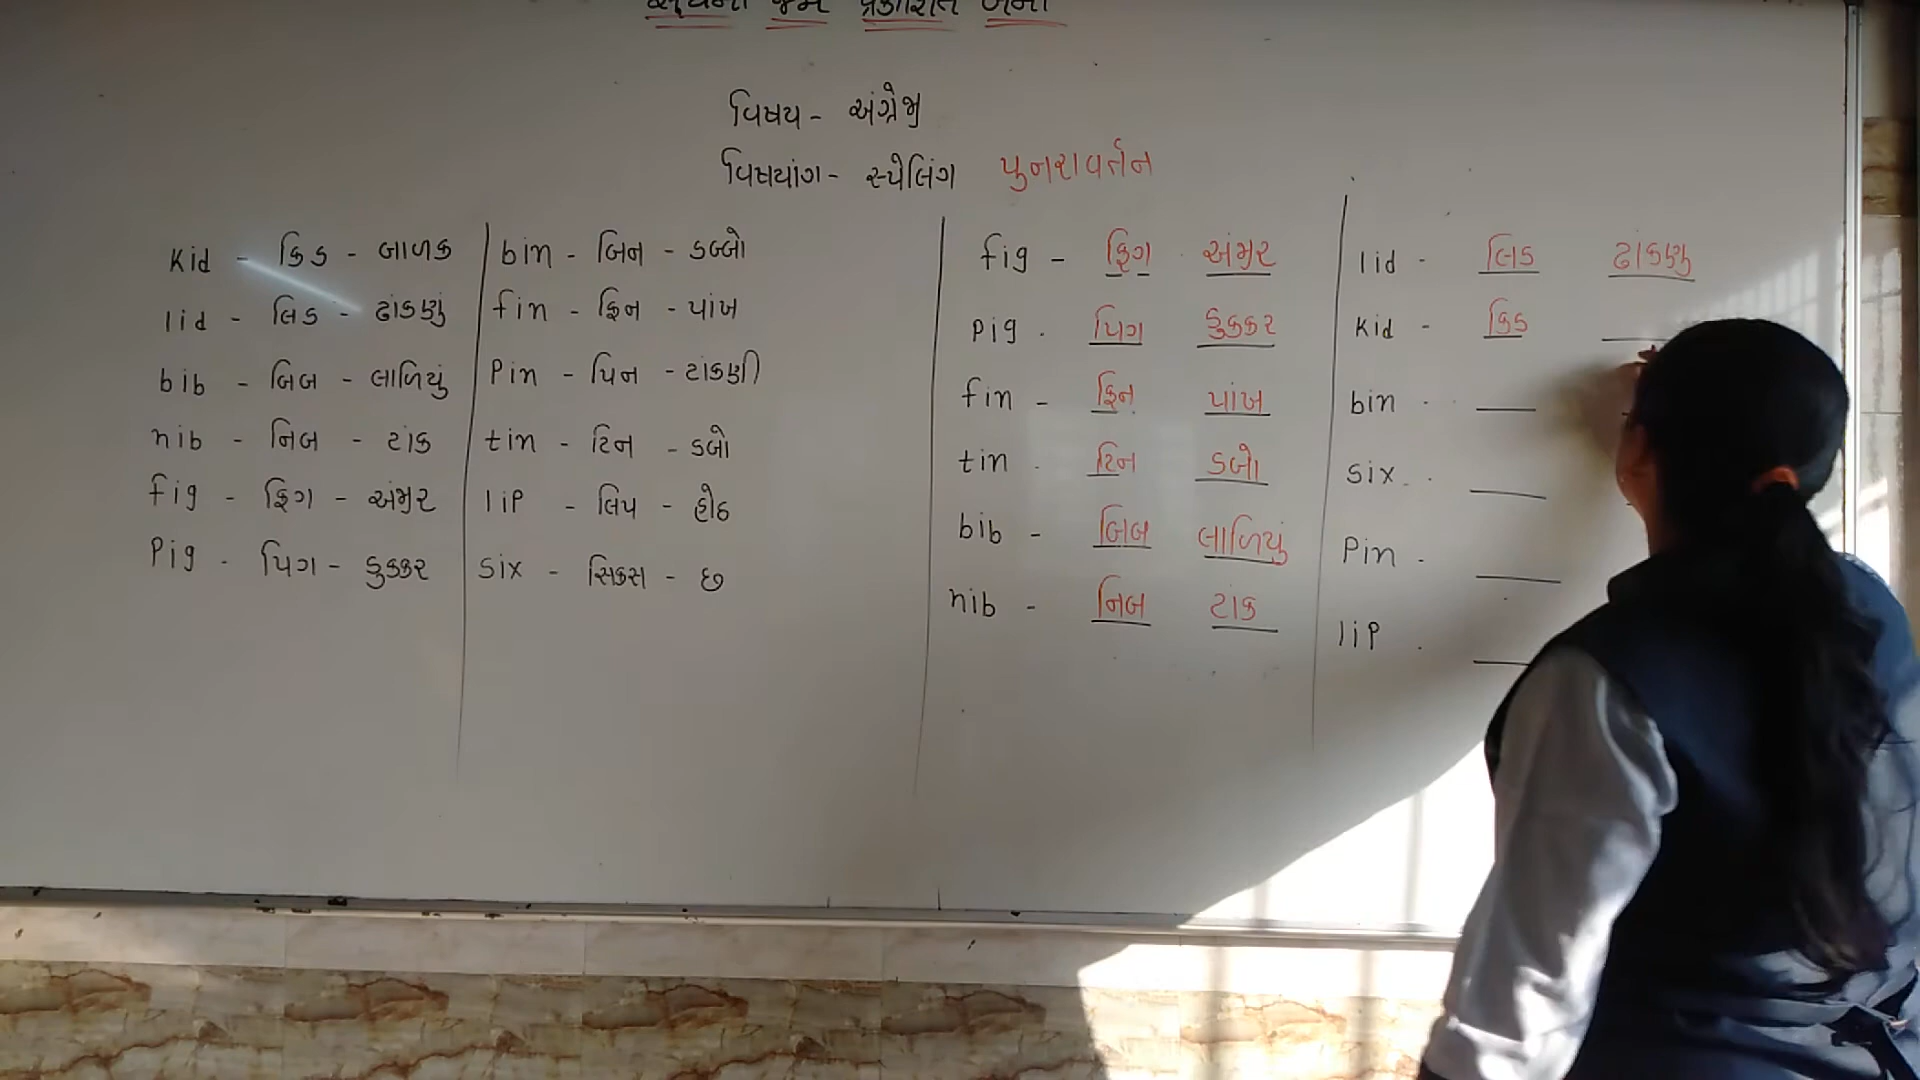 વિષય - અંગ્રેજી
વિષયાંગ - સ્પેલિંગ પુનરાવર્તન
kid - કિડ - બાળક
lid - લિડ - ઢાંકણું
bib - બિબ - લાળિયું
nib - નિબ - ટાંક
fig - ફિગ - અંજીર
Pig - પિગ - ડુક્કર
bin - બિન - ડબ્બો
fin - ફિન - પાંખ
Pin - પિન - ટાંકણી
tin - ટિન - ડબો
lip - લિપ - હોઠ
six - સિક્સ - છ
fig - ફિગ અંજીર
pig - પિગ ડુક્કર
fin - ફિન પાંખ
tin - ટિન ડબો
bib - બિબ લાળિયું
nib - નિબ ટાંક
lid - લિડ ઢાંકણુ
kid - કિડ
bin -
six -
Pin -
lip -